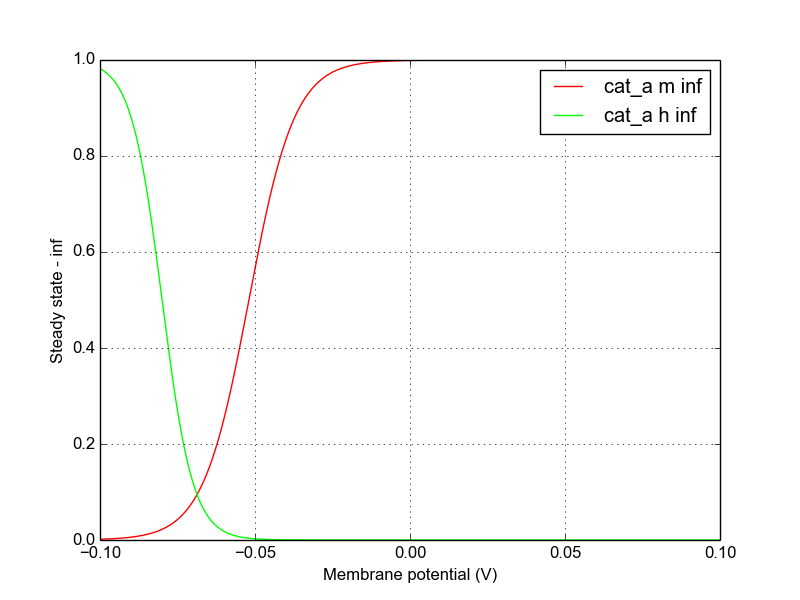 cat_a m inf
cat_a h inf
1.0
0.8
0.6
0.4
0.2
0.0
Steady state - inf
−0.10
−0.05
0.00
0.05
0.10
Membrane potential (V)